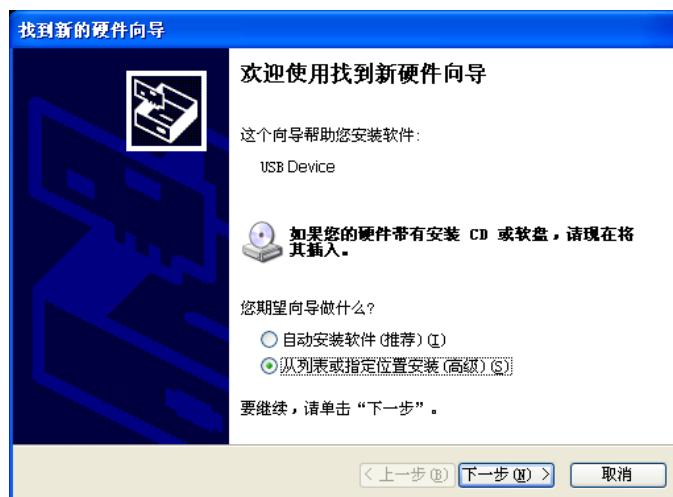 找到新的硬件向导
欢迎使用找到新硬件向导
这个向导帮助您安装软件:
USB Device
如果您的硬件带有安装 CD 或软盘，请现在将
其插入。
您期望向导做什么?
自动安装软件(推荐)(I)
从列表或指定位置安装(高级)(S)
要继续，请单击“下一步”。
< 上一步(B) 下一步(N) > 取消